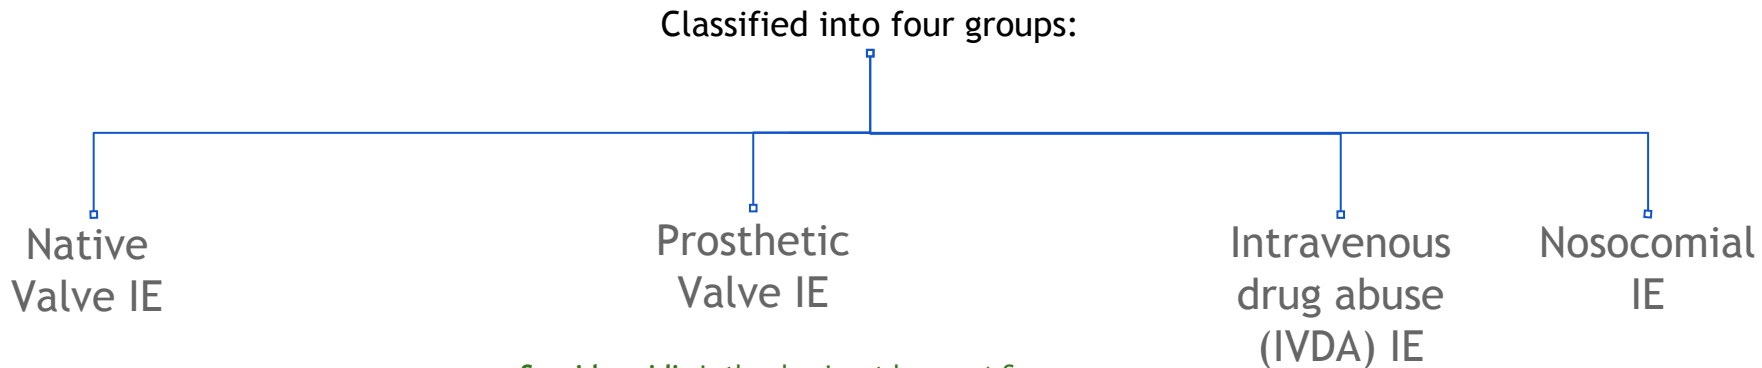 Classified into four groups:
Native
Valve IE
Prosthetic
Valve IE
Intravenous
drug abuse
(IVDA) IE
Nosocomial
IE